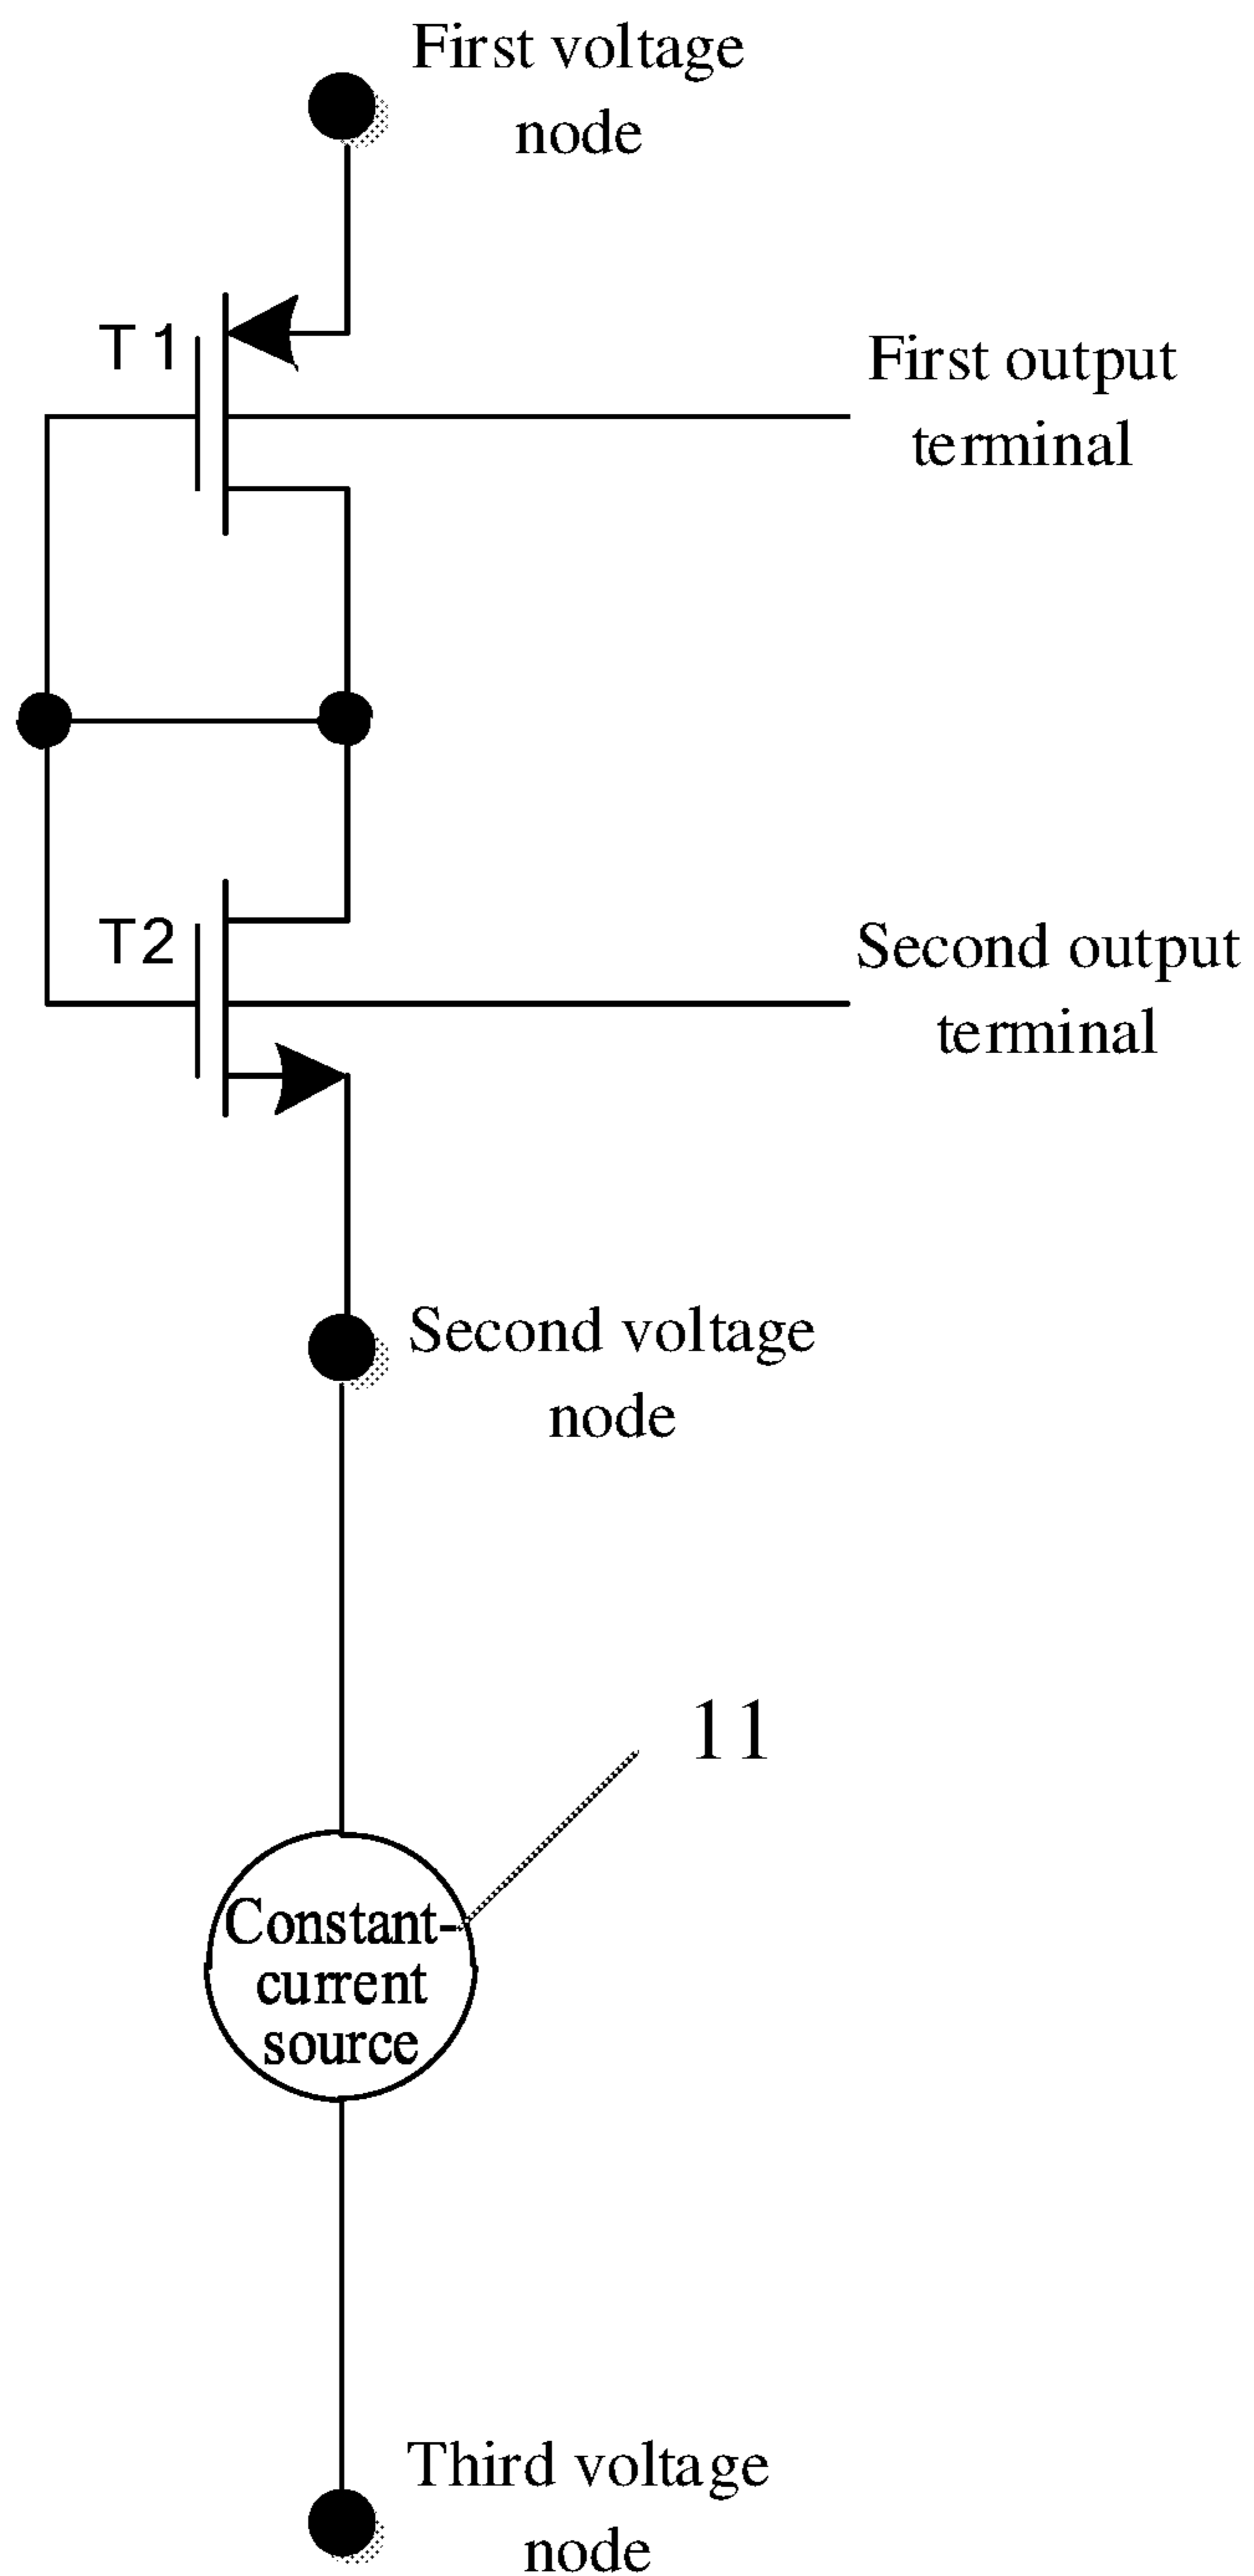 First voltage
node
T1
First output
terminal
T2
Second output
terminal
Second voltage
node
11
Constant-
current
source
Third voltage
node